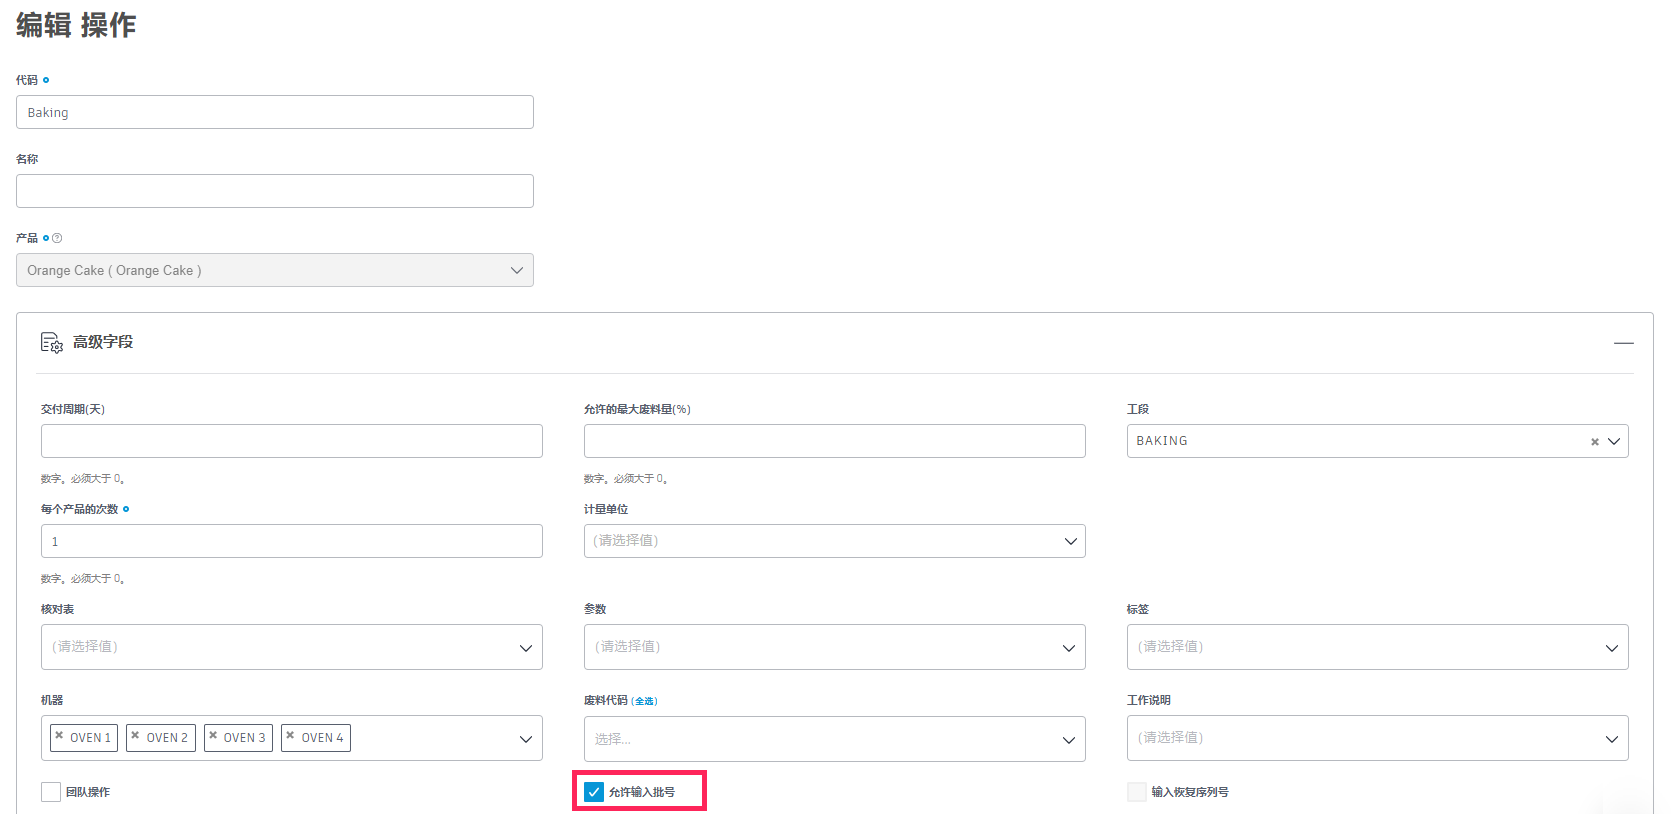 编辑 操作
代码
Baking
名称
产品
Orange Cake ( Orange Cake )
高级字段
交付周期(天)
允许的最大废料量(%)
工段
BAKING
数字。必须大于 0。
数字。必须大于 0。
每个产品的次数
计量单位
1
(请选择值)
数字。必须大于 0。
核对表
参数
标签
(请选择值)
(请选择值)
(请选择值)
机器
废料代码 (全选)
工作说明
OVEN 1
OVEN 2
OVEN 3
OVEN 4
选择...
(请选择值)
团队操作
允许输入批号
输入恢复序列号